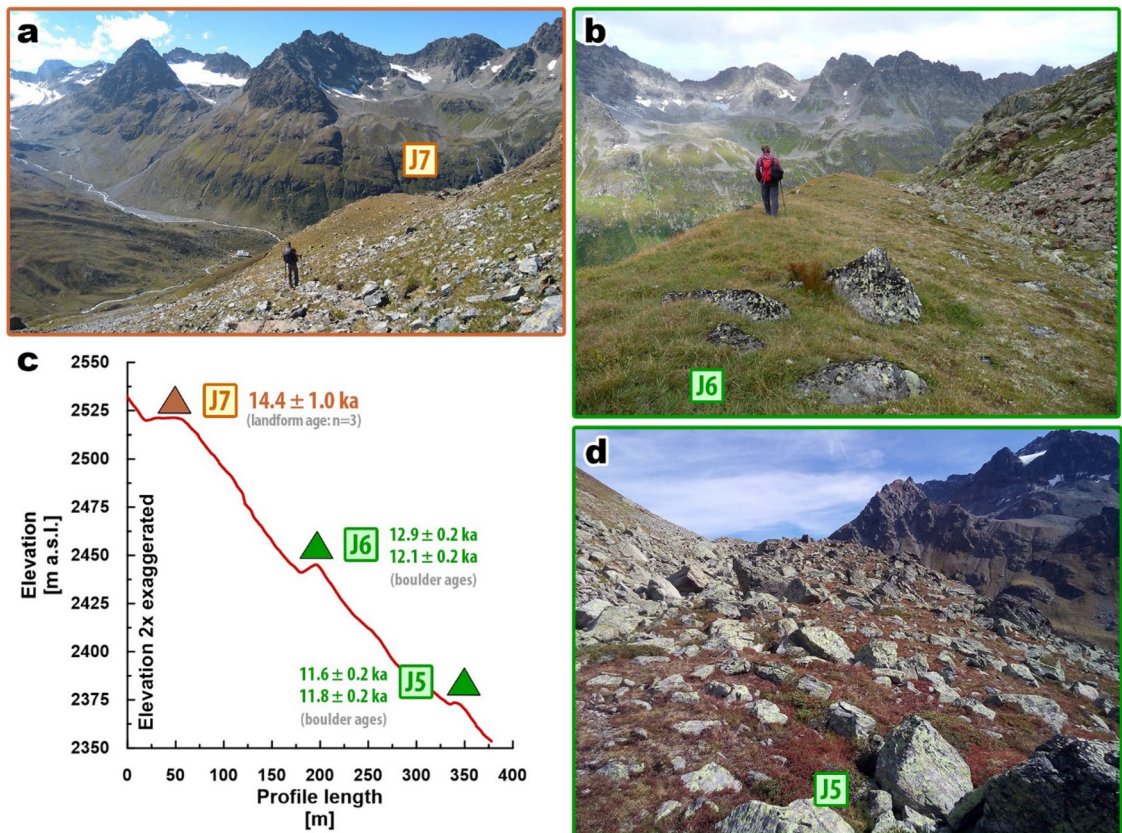 a
J7
b
J6
c
2550
2525
2500
2475
2450
2425
2400
2375
2350
Elevation
[m a.s.l.]
Elevation 2x exaggerated
J7
14.4 ± 1.0 ka
(landform age: n=3)
J6
12.9 ± 0.2 ka
12.1 ± 0.2 ka
(boulder ages)
11.6 ± 0.2 ka
11.8 ± 0.2 ka
(boulder ages)
J5
0 50 100 150 200 250 300 350 400
Profile length
[m]
d
J5